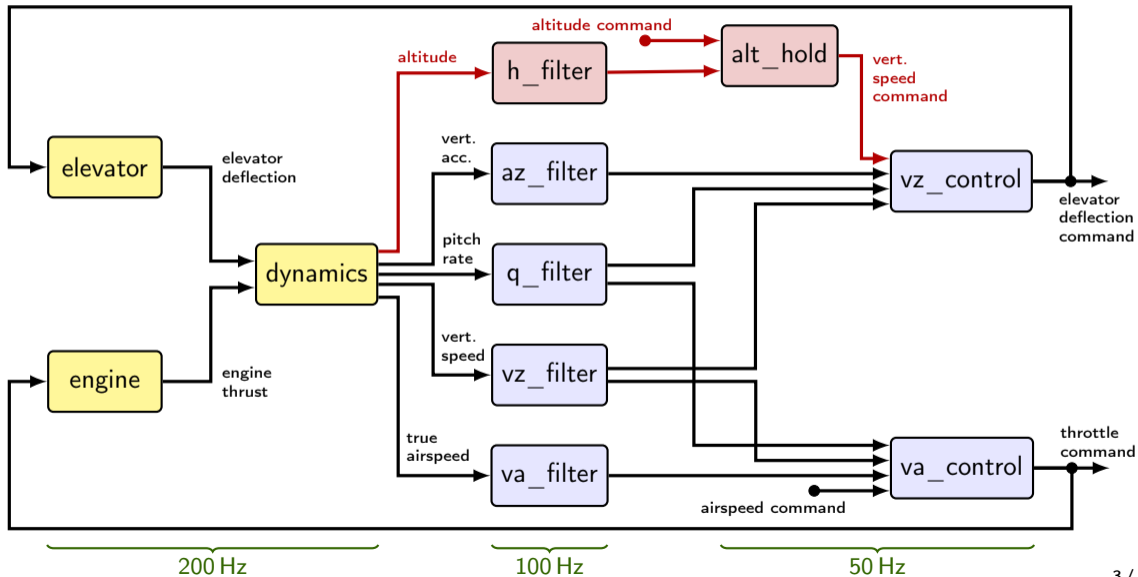 altitude command
altitude
h_filter
alt_hold
vert.
speed
command
elevator
elevator
deflection
vert.
acc.
az_filter
vz_control
elevator
deflection
command
dynamics
pitch
rate
q_filter
engine
engine
thrust
vert.
speed
vz_filter
true
airspeed
va_filter
va_control
throttle
command
airspeed command
200 Hz
100 Hz
50 Hz
3 /